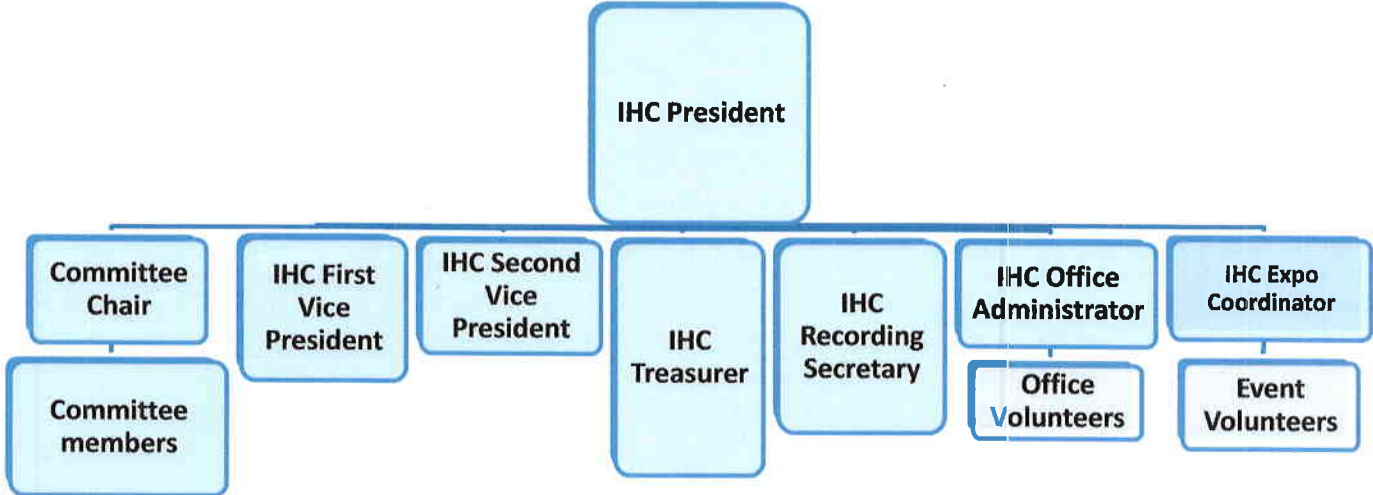 IHC President
Committee
Chair
IHC First
Vice
President
IHC Second
Vice
President
IHC
Treasurer
IHC
Recording
Secretary
IHC Office
Administrator
IHC Expo
Coordinator
Committee
members
Office
Volunteers
Event
Volunteers